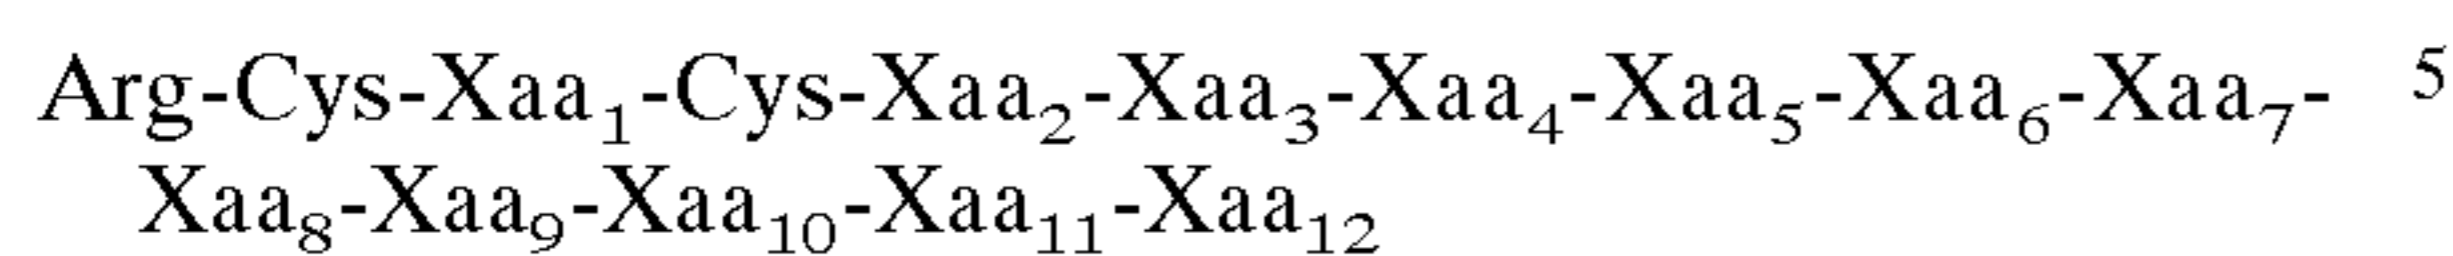 Arg-Cys-Xaa₁-Cys-Xaa₂-Xaa₃-Xaa₄-Xaa₅-Xaa₆-Xaa₇- 5
Xaa₈-Xaa₉-Xaa₁₀-Xaa₁₁-Xaa₁₂